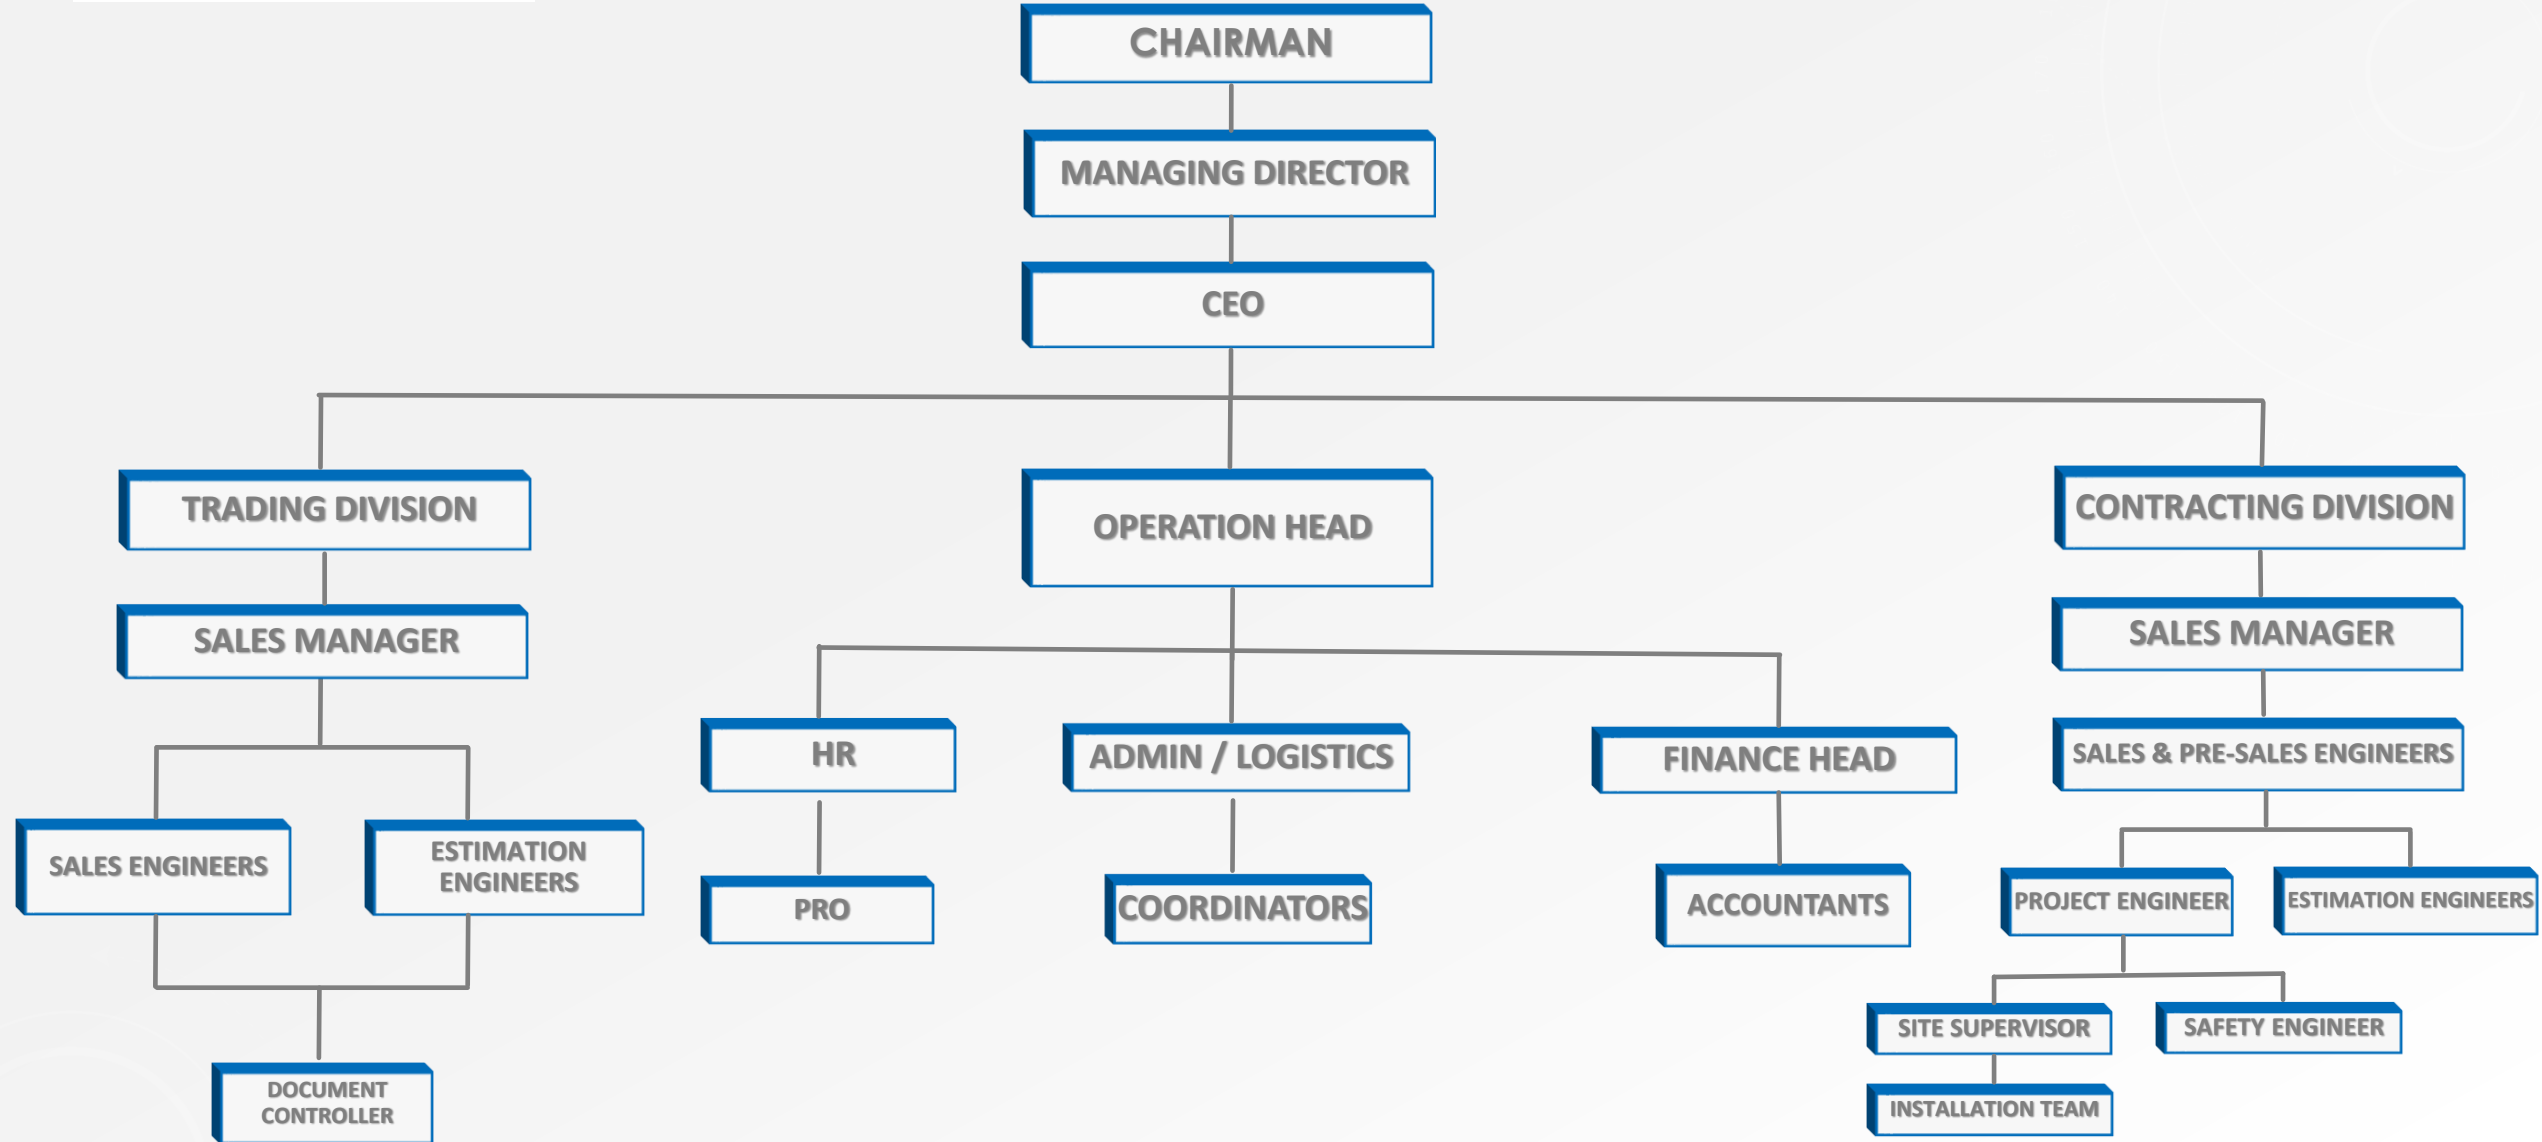 CHAIRMAN
MANAGING DIRECTOR
CEO
TRADING DIVISION
OPERATION HEAD
CONTRACTING DIVISION
SALES MANAGER
SALES MANAGER
HR
ADMIN / LOGISTICS
FINANCE HEAD
SALES & PRE-SALES ENGINEERS
SALES ENGINEERS
ESTIMATION
ENGINEERS
PRO
COORDINATORS
ACCOUNTANTS
PROJECT ENGINEER
ESTIMATION ENGINEERS
SITE SUPERVISOR
SAFETY ENGINEER
DOCUMENT
CONTROLLER
INSTALLATION TEAM